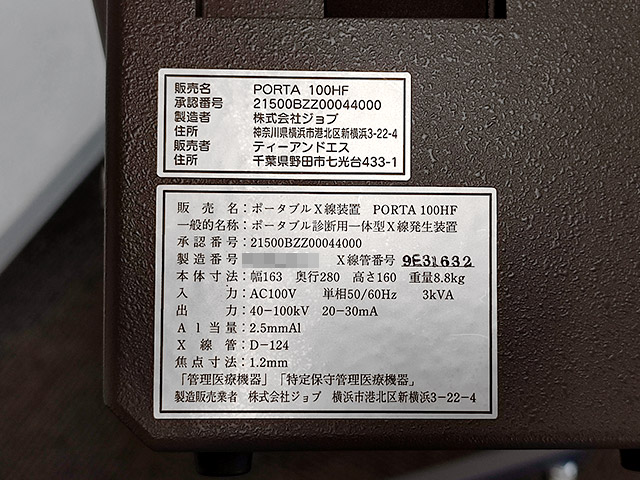 販売名 PORTA 100HF
承認番号 21500BZZ00044000
製造者 株式会社ジョブ
住所 神奈川県横浜市港北区新横浜3-22-4
販売者 ティーアンドエス
住所 千葉県野田市七光台433-1
販売名：ポータブルX線装置 PORTA 100HF
一般的名称：ポータブル診断用一体型X線発生装置
承認番号：21500BZZ00044000
製造番号 X線管番号 9E31632
本体寸法：幅163 奥行280 高さ160 重量8.8kg
入力：AC100V 単相50/60Hz 3kVA
出力：40-100kV 20-30mA
Al当量：2.5mmAl
X線管：D-124
焦点寸法：1.2mm
「管理医療機器」「特定保守管理医療機器」
製造販売業者 株式会社ジョブ 横浜市港北区新横浜3-22-4